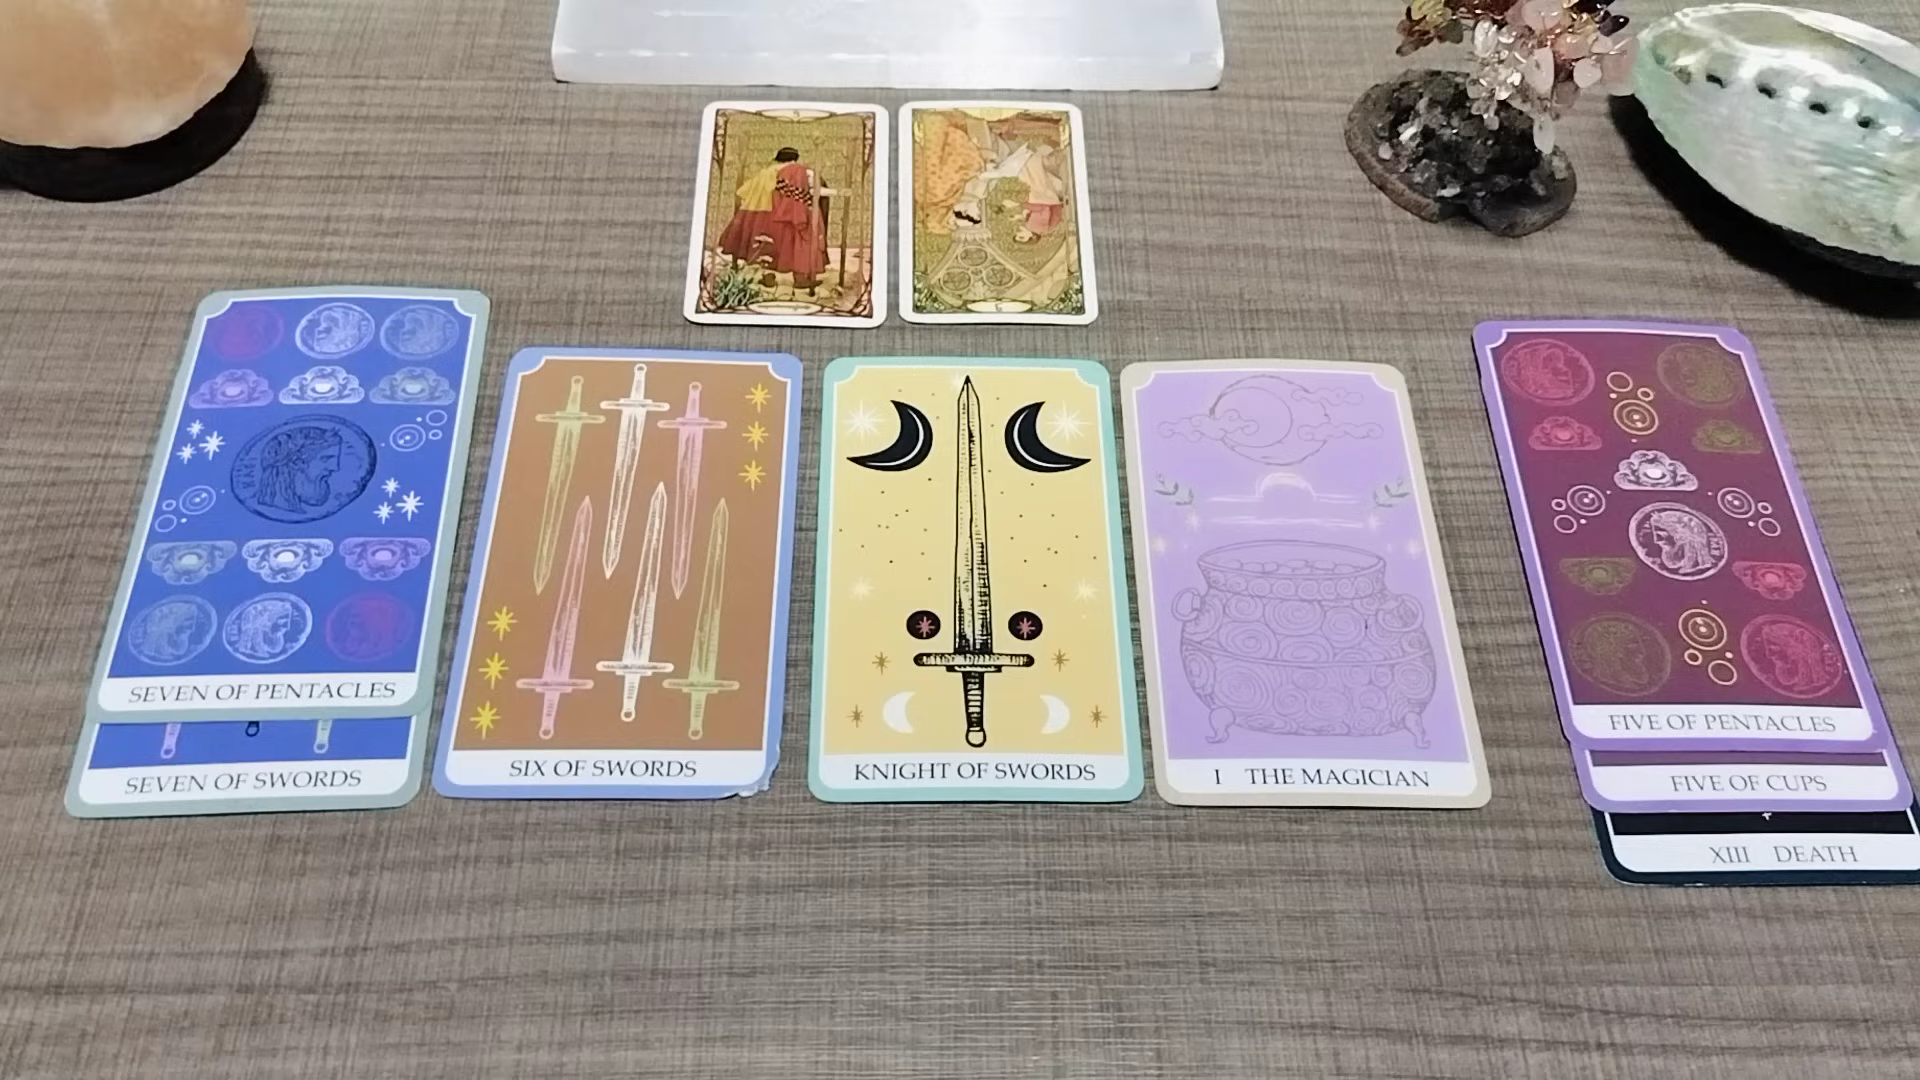 SEVEN OF PENTACLES
SEVEN OF SWORDS
SIX OF SWORDS
KNIGHT OF SWORDS
I THE MAGICIAN
FIVE OF PENTACLES
FIVE OF CUPS
XIII DEATH